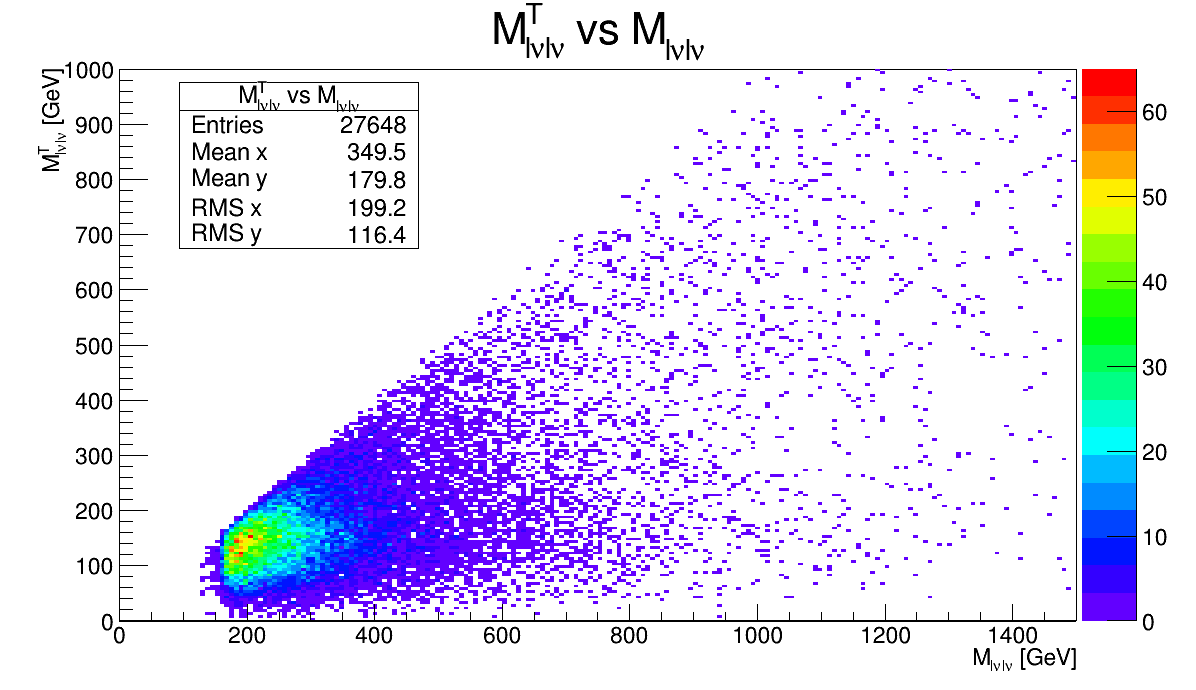 M^T_lνlν vs M_lνlν
M^T_lνlν [GeV]
M^T_lνlν vs M_lνlν
Entries 27648
Mean x 349.5
Mean y 179.8
RMS x 199.2
RMS y 116.4
1000
900
800
700
600
500
400
300
200
100
0
0 200 400 600 800 1000 1200 1400
M_lνlν [GeV]
60
50
40
30
20
10
0